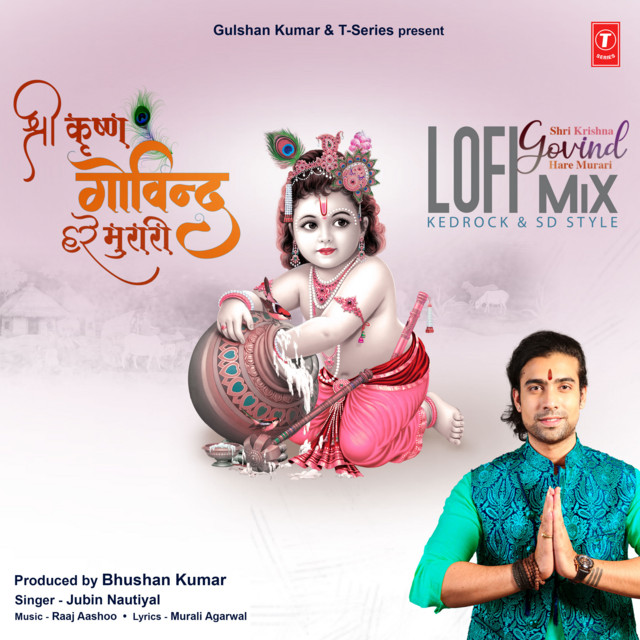 Gulshan Kumar & T-Series present
T
SERIES
श्री कृष्ण
गोविन्द
हरे मुरारी
LOFI
Shri Krishna
Govind
Hare Murari
MiX
KEDROCK & SD STYLE
Produced by Bhushan Kumar
Singer - Jubin Nautiyal
Music - Raaj Aashoo • Lyrics - Murali Agarwal